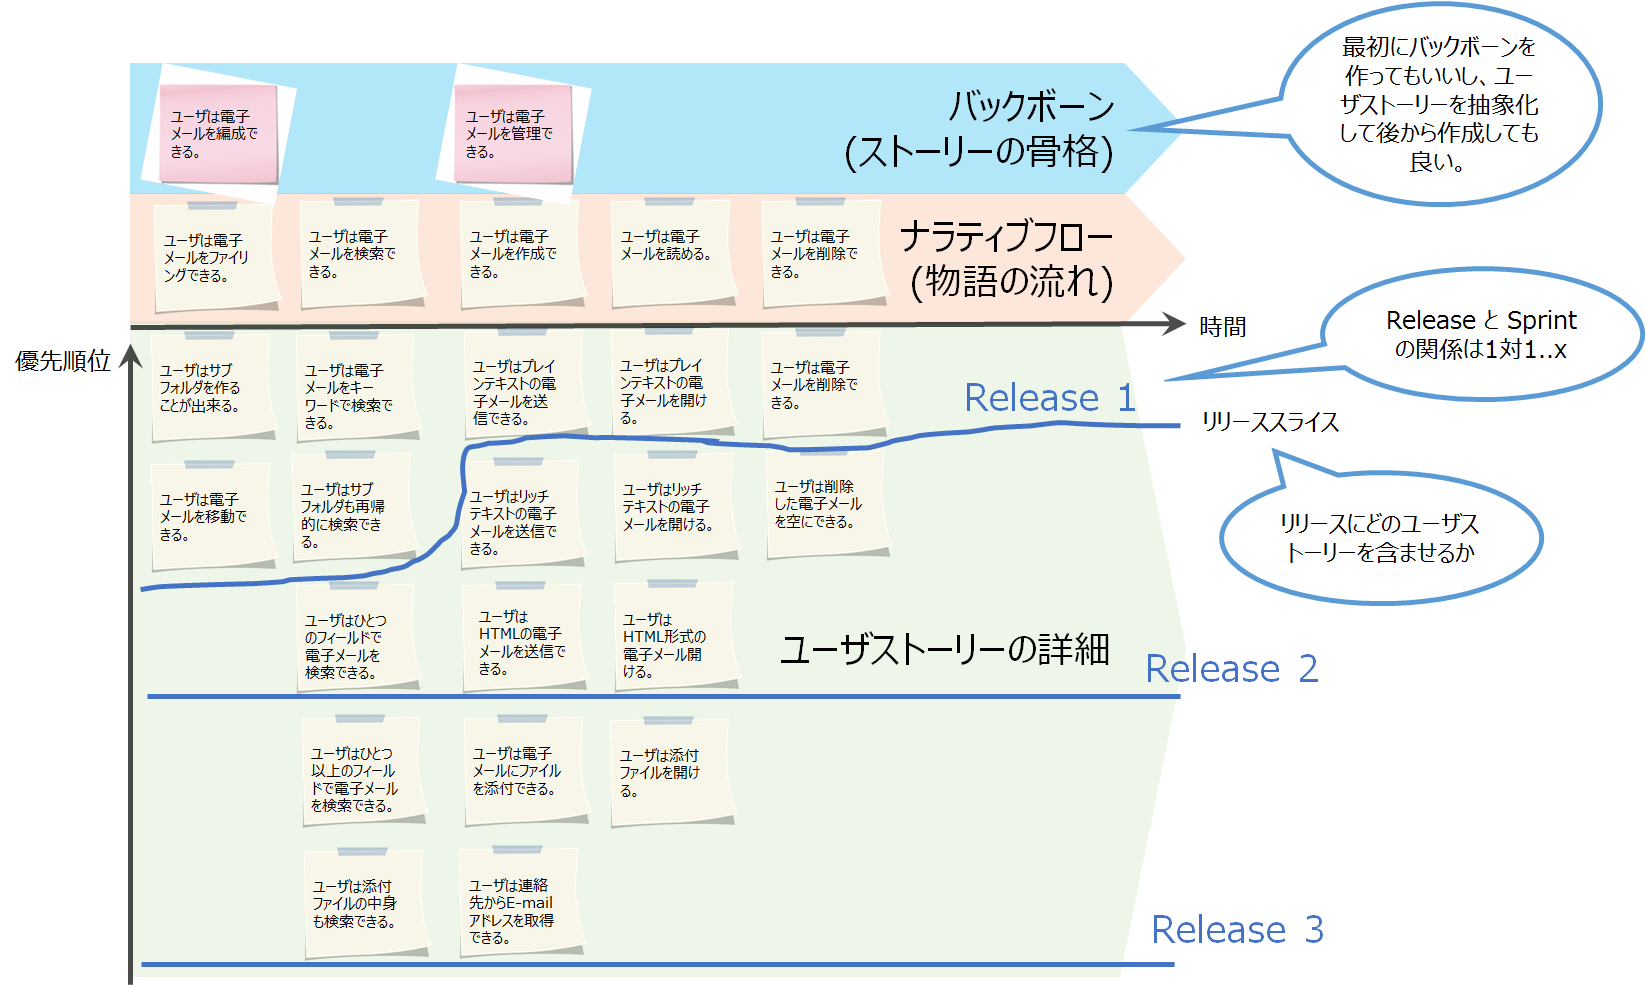 最初にバックボーンを
作ってもいいし、ユー
ザストーリーを抽象化
して後から作成しても
良い。
バックボーン
(ストーリーの骨格)
ユーザは電子
メールを編成で
きる。
ユーザは電子
メールを管理で
きる。
ナラティブフロー
(物語の流れ)
ユーザは電子
メールをファイリ
ングできる。
ユーザは電子
メールを検索で
きる。
ユーザは電子
メールを作成で
きる。
ユーザは電子
メールを読める。
ユーザは電子
メールを削除で
きる。
時間
優先順位
Release と Sprint
の関係は1対1..x
ユーザはサブ
フォルダを作る
ことが出来る。
ユーザは電子
メールをキー
ワードで検索で
きる。
ユーザはプレイ
ンテキストの電
子メールを送
信できる。
ユーザはプレイ
ンテキストの電
子メールを開け
る。
ユーザは電子
メールを削除で
きる。
Release 1
リリーススライス
ユーザは電子
メールを移動で
きる。
ユーザはサブ
フォルダも再帰
的に検索でき
る。
ユーザはリッチ
テキストの電子
メールを送信で
きる。
ユーザはリッチ
テキストの電子
メールを開ける。
ユーザは削除
した電子メール
を空にできる。
リリースにどのユーザス
トーリーを含ませるか
ユーザはひとつ
のフィールドで
電子メールを
検索できる。
ユーザは
HTMLの電子
メールを送信で
きる。
ユーザは
HTML形式の
電子メール開
ける。
ユーザストーリーの詳細
Release 2
ユーザはひとつ
以上のフィール
ドで電子メール
を検索できる。
ユーザは電子
メールにファイル
を添付できる。
ユーザは添付
ファイルを開け
る。
ユーザは添付
ファイルの中身
も検索できる。
ユーザは連絡
先からE-mail
アドレスを取得
できる。
Release 3